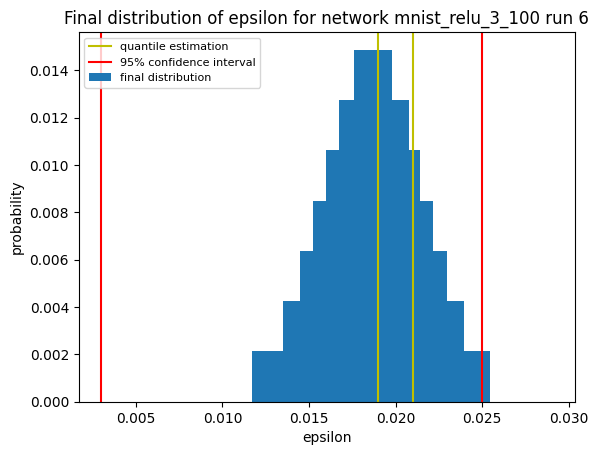 Final distribution of epsilon for network mnist_relu_3_100 run 6
quantile estimation
95% confidence interval
final distribution
probability
0.014
0.012
0.010
0.008
0.006
0.004
0.002
0.000
0.005
0.010
0.015
0.020
0.025
0.030
epsilon